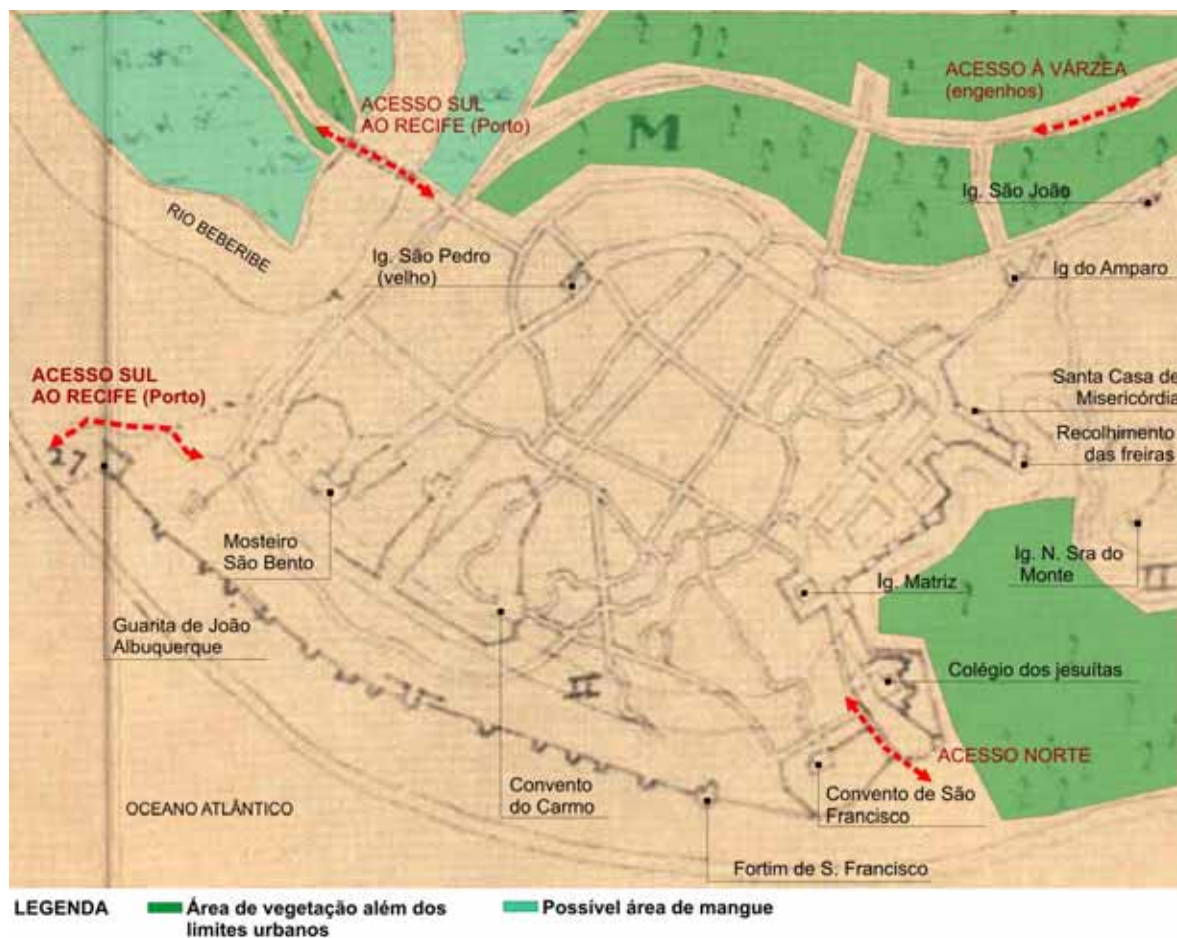 ACESSO SUL
AO RECIFE (Porto)
ACESSO À VÁRZEA
(engenhos)
M
Ig. São João
RIO BEBERIBE
Ig. São Pedro
(velho)
Ig do Amparo
ACESSO SUL
AO RECIFE (Porto)
Santa Casa de
Misericórdia
Recolhimento
das freiras
27
Mosteiro
São Bento
Ig. N. Sra do
Monte
II
Ig. Matriz
Guarita de João
Albuquerque
Colégio dos jesuítas
II
ACESSO NORTE
OCEANO ATLÂNTICO
Convento
do Carmo
Convento de São
Francisco
Fortim de S. Francisco
LEGENDA
Área de vegetação além dos
limites urbanos
Possível área de mangue